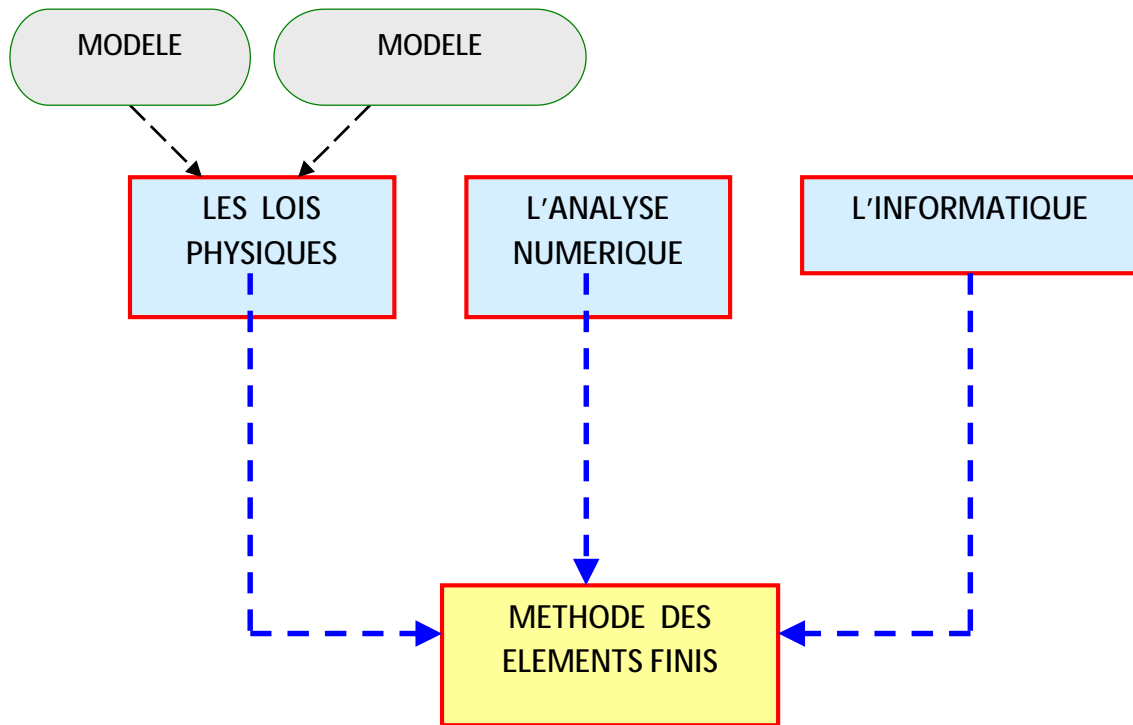 MODELE
MODELE
LES LOIS
PHYSIQUES
L'ANALYSE
NUMERIQUE
L'INFORMATIQUE
METHODE DES
ELEMENTS FINIS